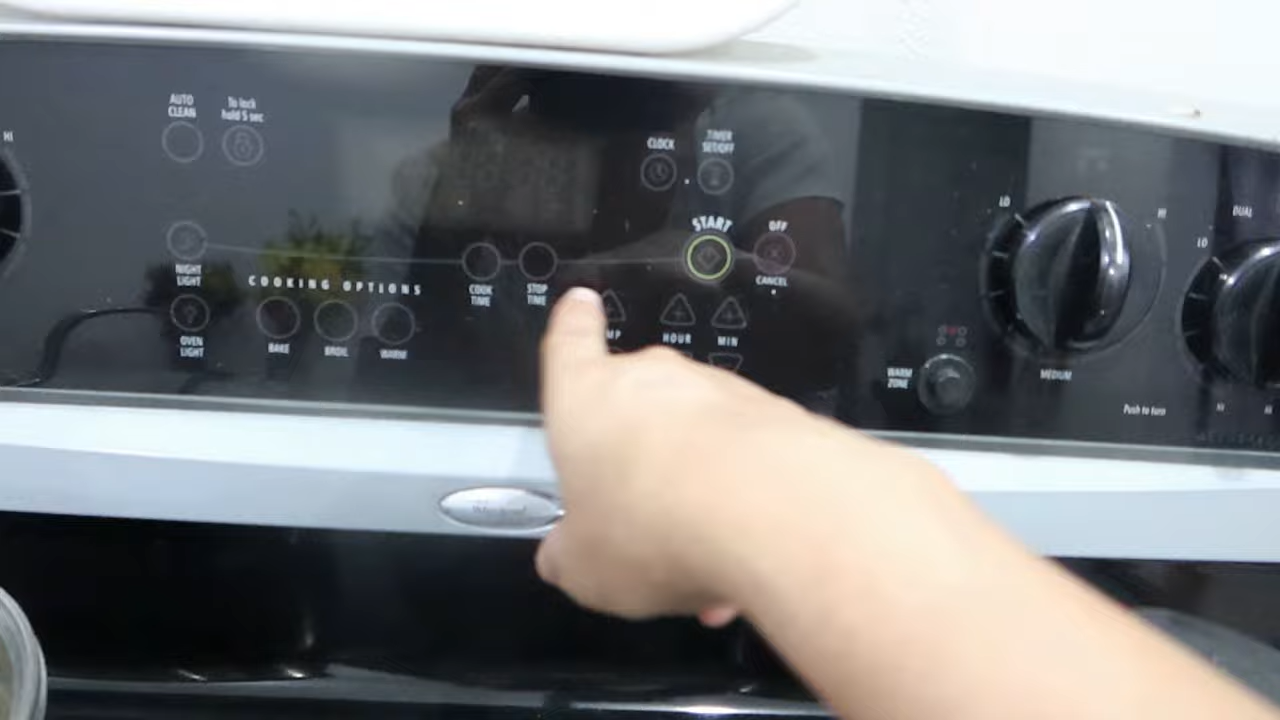 HI
AUTO
CLEAN
To lock
hold 5 sec
CLOCK
TIMER
SET/OFF
NIGHT
LIGHT
COOKING OPTIONS
OVEN
LIGHT
BAKE
BROIL
WARM
COOK
TIME
STOP
TIME
START
OFF
CANCEL
MP
HOUR
MIN
LO
HI
MEDIUM
WARM
ZONE
Push to turn
DUAL
LO